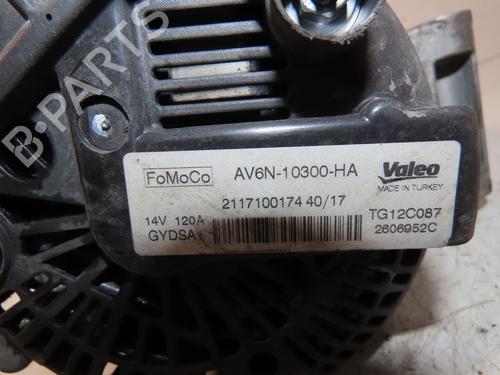 B-PARTS
FoMoCo AV6N-10300-HA Valeo
MADE IN TURKEY
2117100174 40/17
14V 120A TG12C087
GYDSA 2606952C